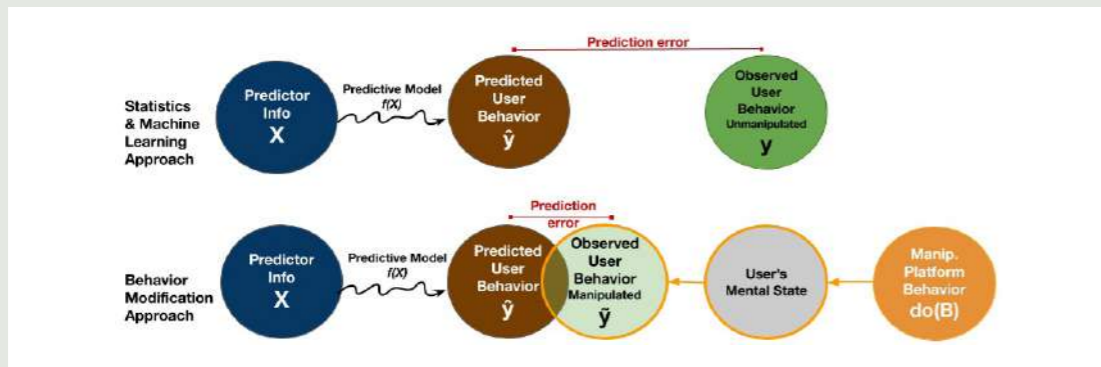 Prediction error
Statistics
& Machine
Learning
Approach
Predictor
Info
X
Predictive Model
f(X)
Predicted
User
Behavior
ŷ
Observed
User
Behavior
Unmanipulated
y
Prediction
error
Behavior
Modification
Approach
Predictor
Info
X
Predictive Model
f(X)
Predicted
User
Behavior
ŷ
Observed
User
Behavior
Manipulated
ỹ
User's
Mental State
Manip.
Platform
Behavior
do(B)